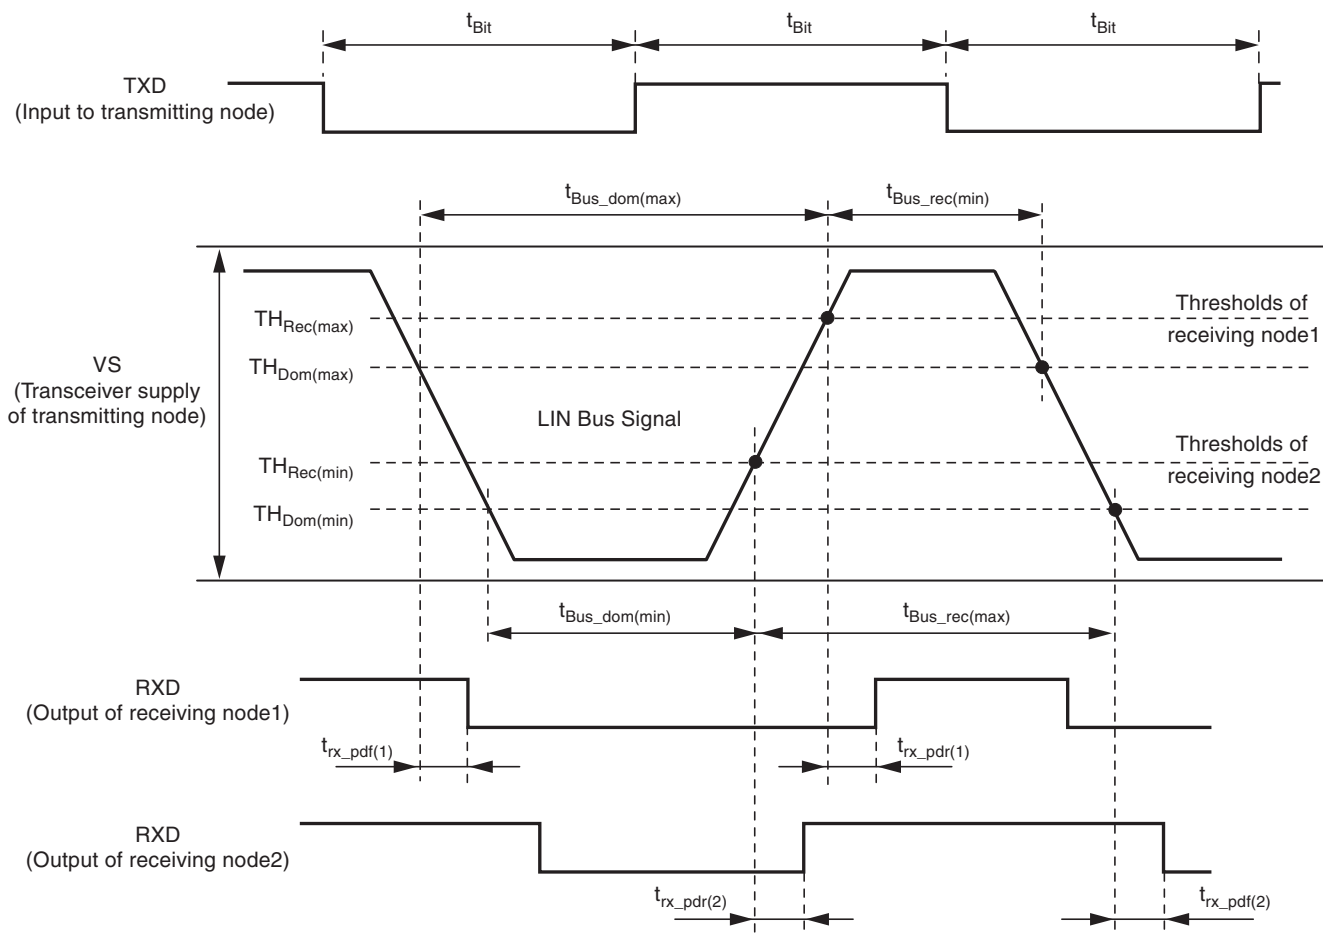 tBit
tBit
tBit
TXD
(Input to transmitting node)
tBus_dom(max)
tBus_rec(min)
THRec(max)
Thresholds of
receiving node1
VS
(Transceiver supply
of transmitting node)
THDom(max)
LIN Bus Signal
THRec(min)
Thresholds of
receiving node2
THDom(min)
tBus_dom(min)
tBus_rec(max)
RXD
(Output of receiving node1)
trx_pdf(1)
trx_pdr(1)
RXD
(Output of receiving node2)
trx_pdr(2)
trx_pdf(2)